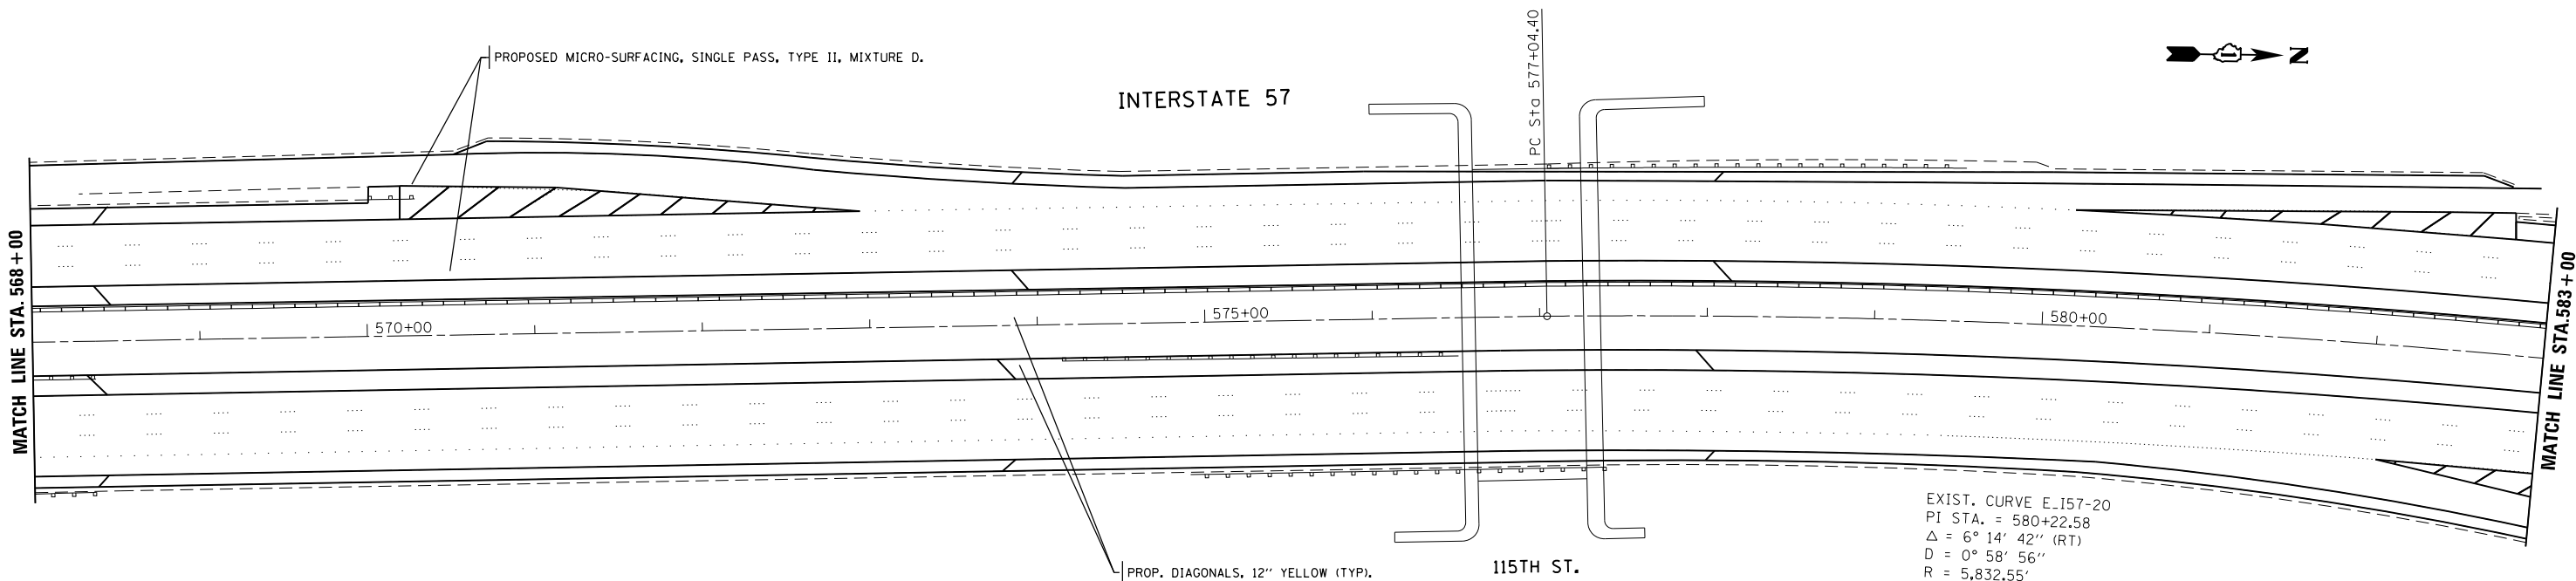 PROPOSED MICRO-SURFACING, SINGLE PASS, TYPE II, MIXTURE D.
INTERSTATE 57
PC Sta 577+04.40
N
MATCH LINE STA. 568+00
570+00
575+00
580+00
MATCH LINE STA.583+00
PROP. DIAGONALS, 12'' YELLOW (TYP).
115TH ST.
EXIST. CURVE E_I57-20
PI STA. = 580+22.58
Δ = 6° 14' 42'' (RT)
D = 0° 58' 56''
R = 5,832.55'